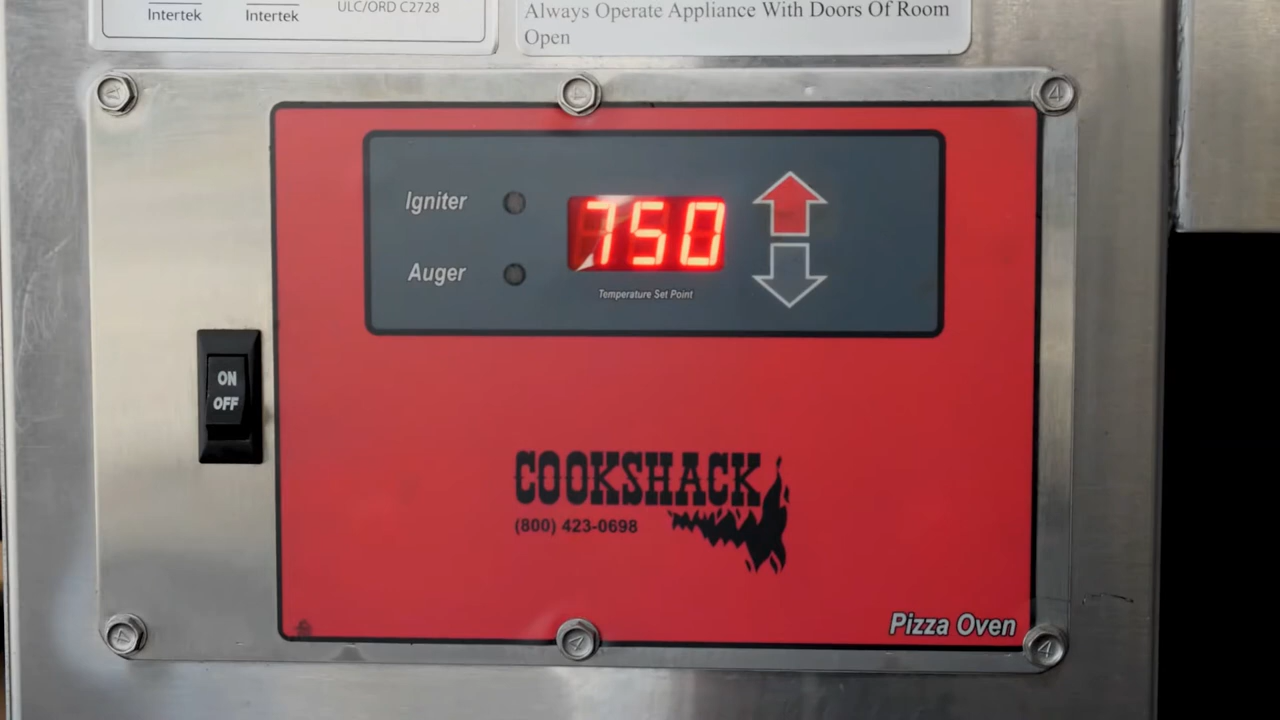 Intertek
Intertek
ULC/ORD C2728
Always Operate Appliance With Doors Of Room
Open
Igniter
Auger
750
Temperature Set Point
ON
OFF
COOKSHACK
(800) 423-0698
Pizza Oven